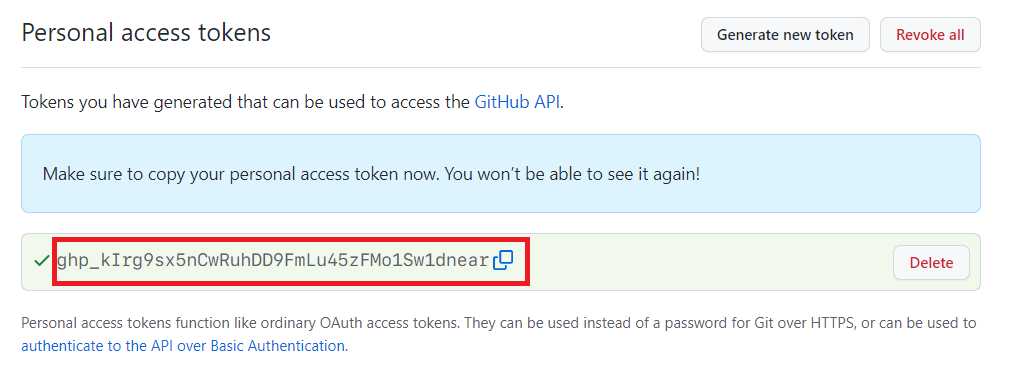 Personal access tokens
Generate new token
Revoke all
Tokens you have generated that can be used to access the GitHub API.
Make sure to copy your personal access token now. You won’t be able to see it again!
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
Delete
Personal access tokens function like ordinary OAuth access tokens. They can be used instead of a password for Git over HTTPS, or can be used to
authenticate to the API over Basic Authentication.